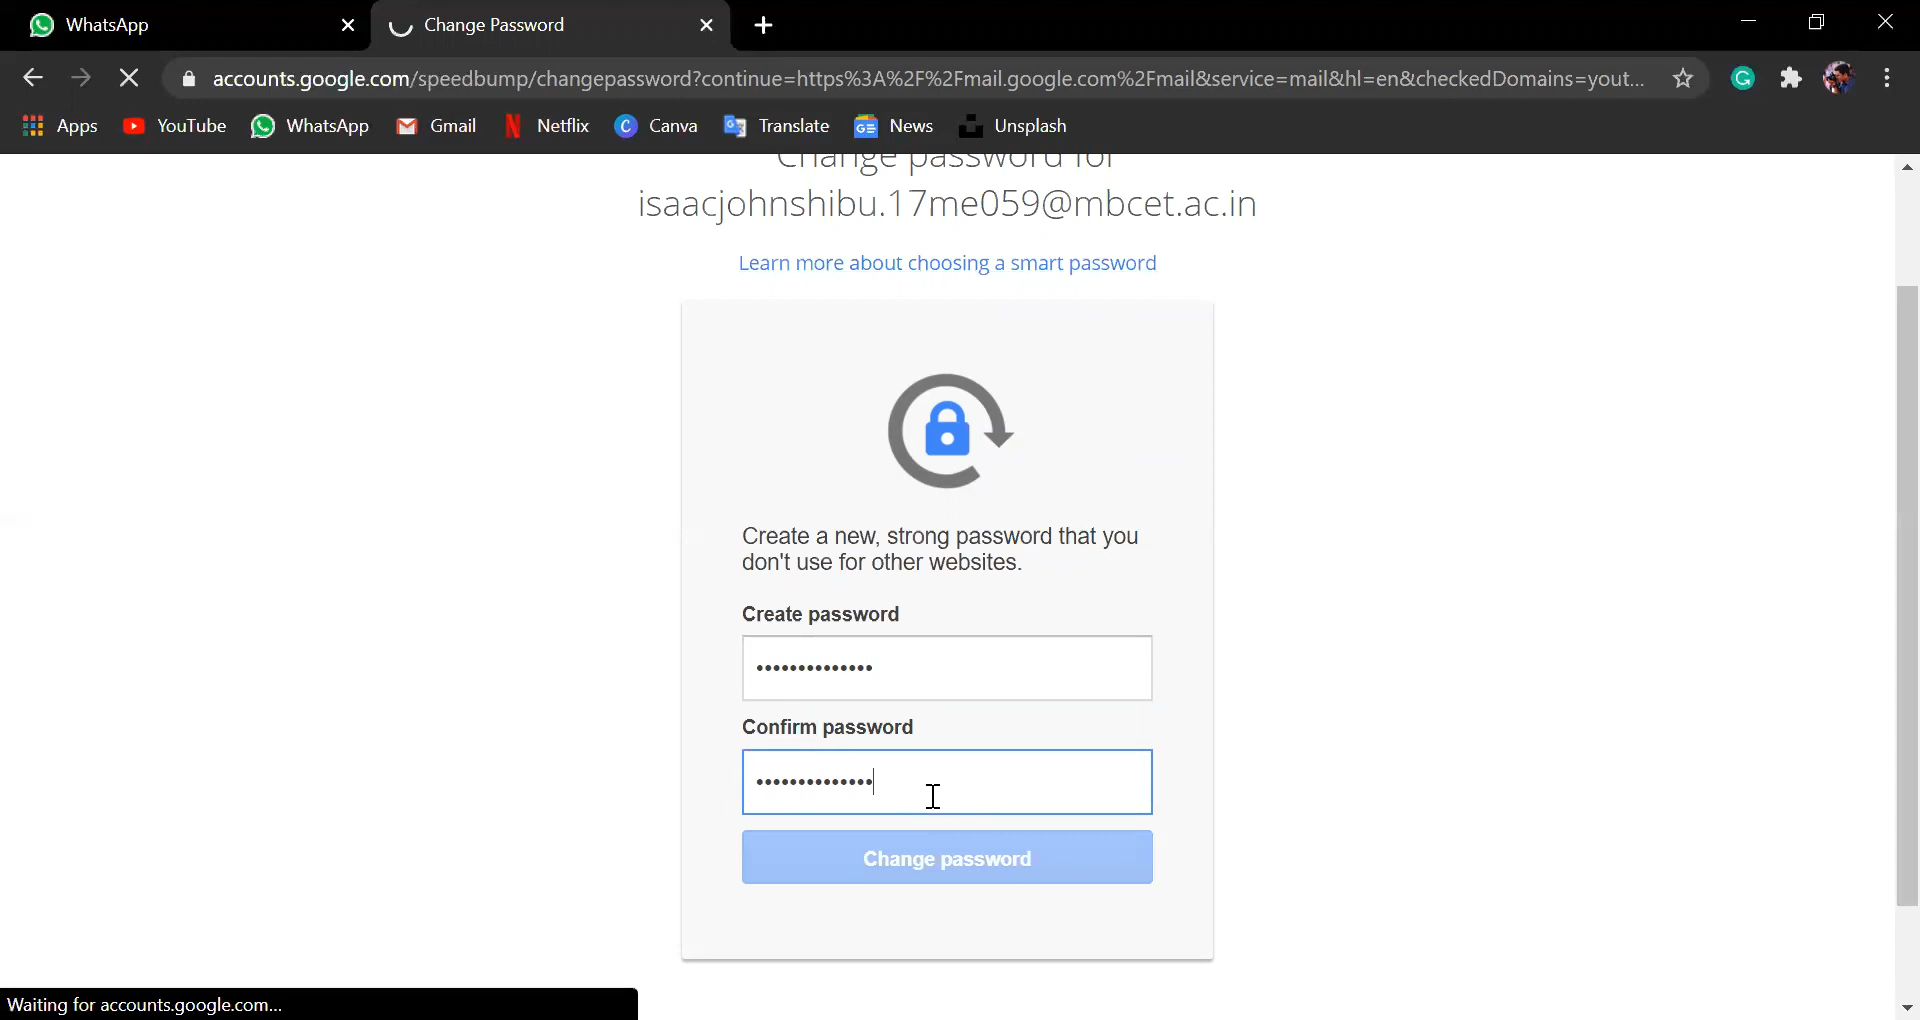 WhatsApp
Change Password
accounts.google.com/speedbump/changepassword?continue=https%3A%2F%2Fmail.google.com%2Fmail&service=mail&hl=en&checkedDomains=yout...
Apps YouTube WhatsApp Gmail Netflix Canva Translate News Unsplash
Change password for
isaacjohnshibu.17me059@mbcet.ac.in
Learn more about choosing a smart password
Create a new, strong password that you
don't use for other websites.
Create password
••••••••••••••
Confirm password
••••••••••••••
Change password
Waiting for accounts.google.com...